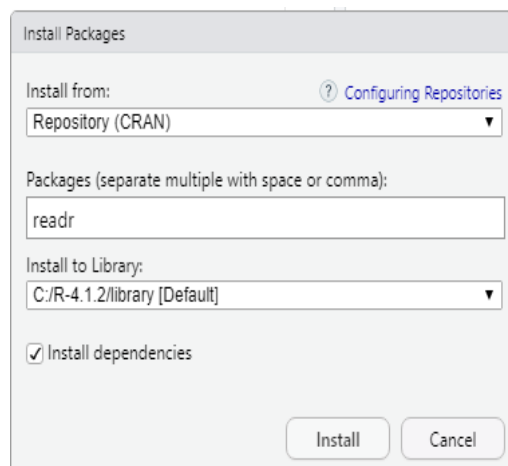 Install Packages
Install from:
? Configuring Repositories
Repository (CRAN)
Packages (separate multiple with space or comma):
readr
Install to Library:
C:/R-4.1.2/library [Default]
Install dependencies
Install
Cancel